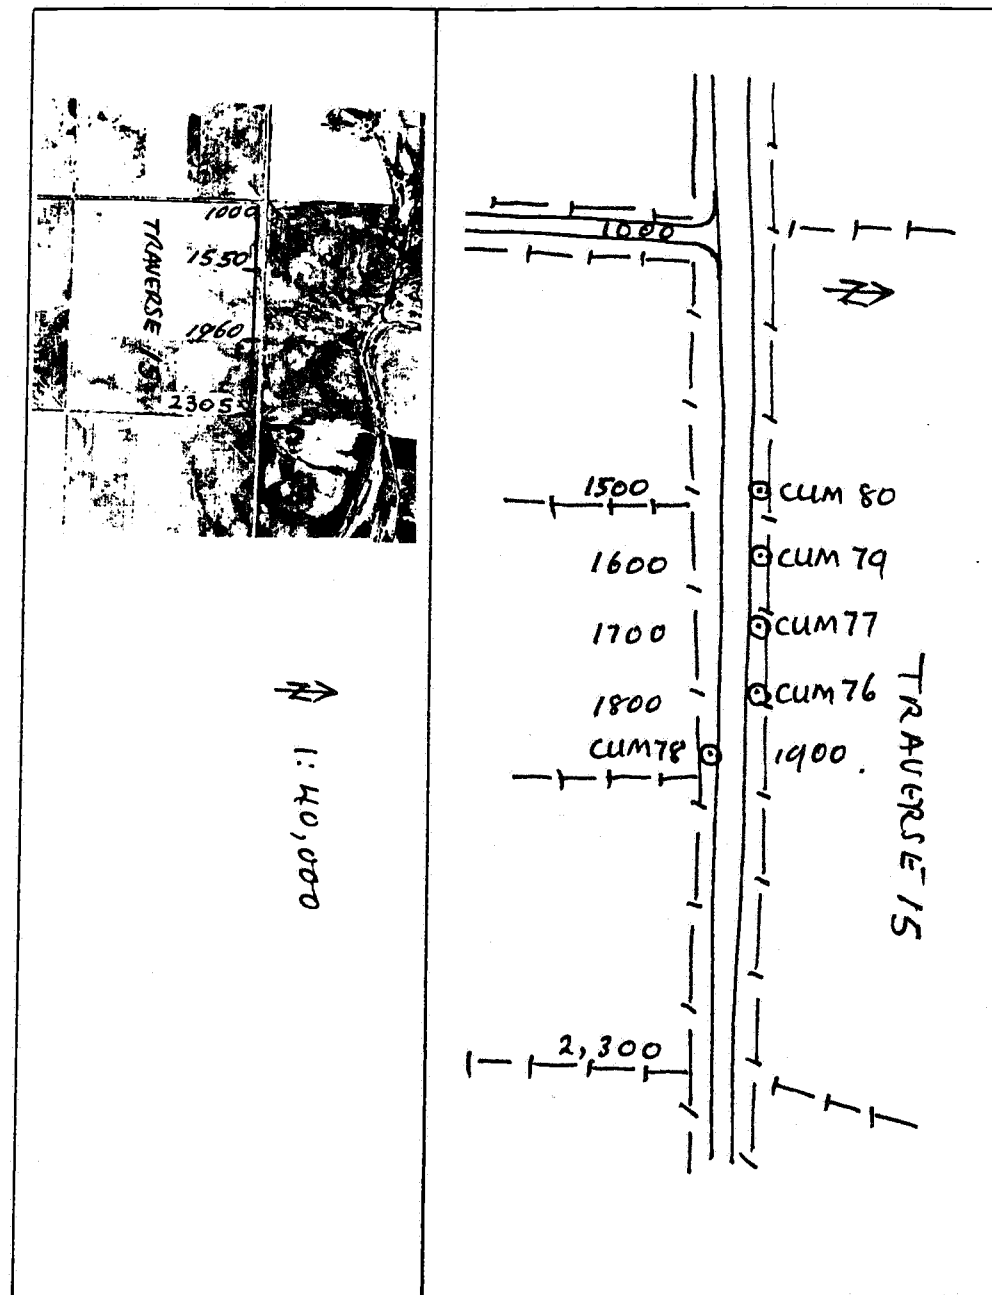 1000
1550
1960
2305
TRAVERSE 15
N
1: 40,000
1000
N
1500
CUM 80
1600
CUM 79
1700
CUM 77
1800
CUM 76
CUM 78
1900.
2,300
TRAVERSE 15